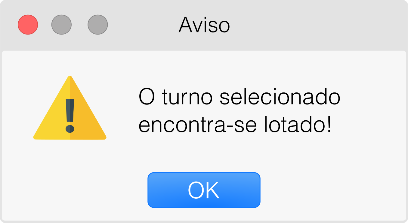 Aviso
O turno selecionado
encontra-se lotado!
OK